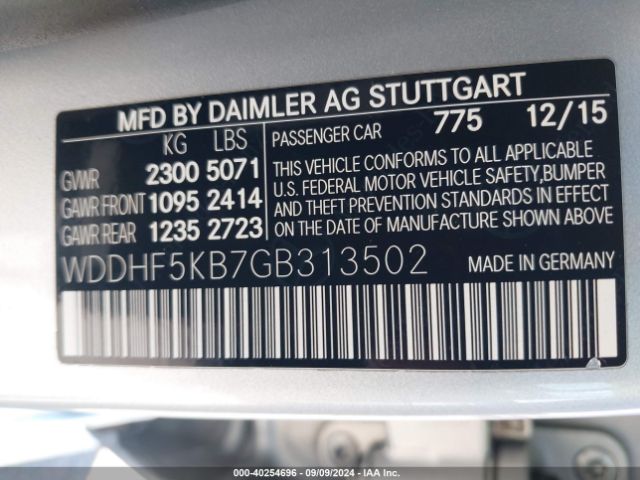 MFD BY DAIMLER AG STUTTGART
KG LBS
PASSENGER CAR 775 12/15
GVWR 2300 5071
GAWR FRONT 1095 2414
GAWR REAR 1235 2723
THIS VEHICLE CONFORMS TO ALL APPLICABLE
U.S. FEDERAL MOTOR VEHICLE SAFETY,BUMPER
AND THEFT PREVENTION STANDARDS IN EFFECT
ON THE DATE OF MANUFACTURE SHOWN ABOVE
WDDHF5KB7GB313502 MADE IN GERMANY
000-40254696 - 09/09/2024 - IAA Inc.